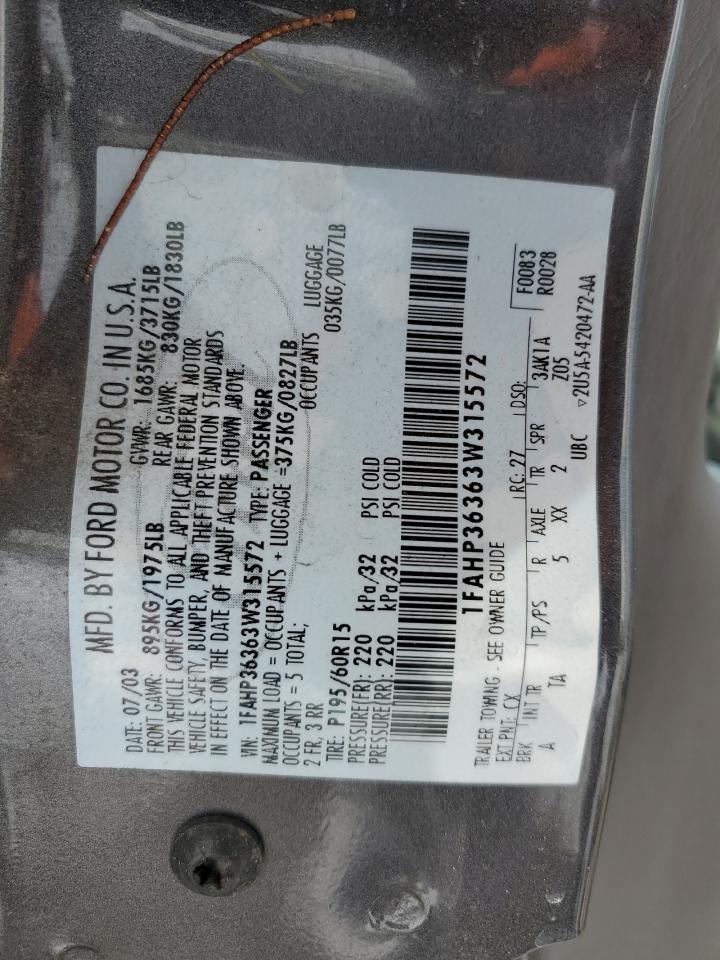 MFD. BY FORD MOTOR CO. IN U.S.A.
DATE: 07/03 GVWR: 1685KG/3715LB
FRONT GAWR: 895KG/1975LB REAR GAWR: 830KG/1830LB
THIS VEHICLE CONFORMS TO ALL APPLICABLE FEDERAL MOTOR
VEHICLE SAFETY, BUMPER, AND THEFT PREVENTION STANDARDS
IN EFFECT ON THE DATE OF MANUFACTURE SHOWN ABOVE.
VIN: 1FAHP36363W315572 TYPE: PASSENGER
MAXIMUM LOAD = OCCUPANTS + LUGGAGE =375KG/0827LB
OCCUPANTS = 5 TOTAL; OCCUPANTS LUGGAGE
2 FR, 3 RR 035KG/0077LB
TIRE: P195/60R15
PRESSURE(FR): 220 kPa/32 PSI COLD
PRESSURE(RR): 220 kPa/32 PSI COLD
1FAHP36363W315572
TRAILER TOWING - SEE OWNER GUIDE
EXT PNT: CX RC: 27 DSO: F0083
BRK INT TR TP/PS R AXLE TR SPR 3AK1A R0028
A TA 5 XX 2 Z05
UBC ▽2U5A-5420472-AA